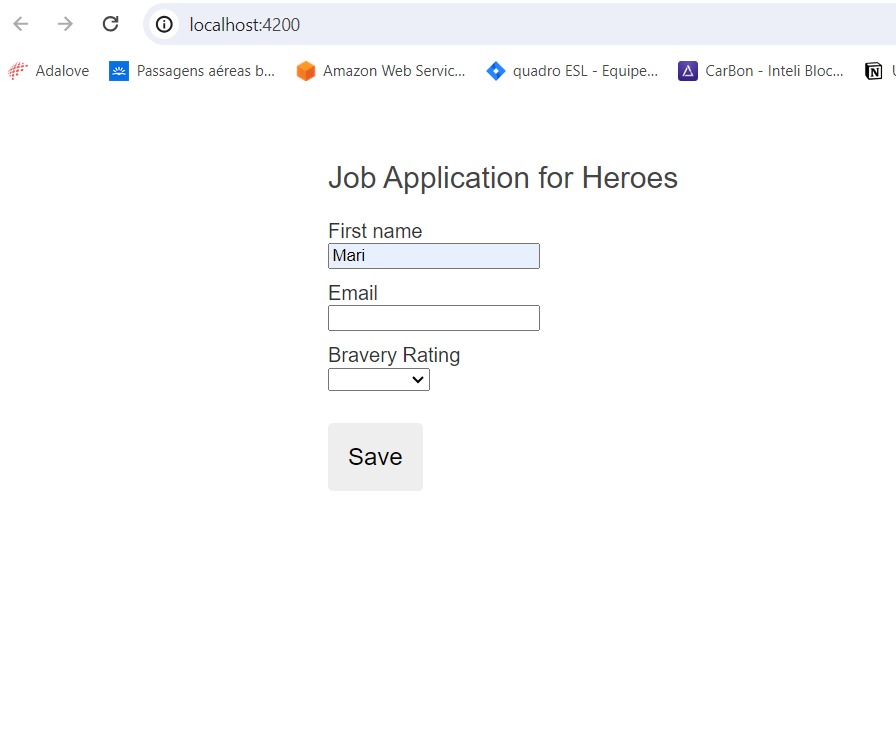 localhost:4200
Adalove Passagens aéreas b... Amazon Web Servic... quadro ESL - Equipe... CarBon - Inteli Bloc...
Job Application for Heroes
First name
Mari
Email
Bravery Rating
Save